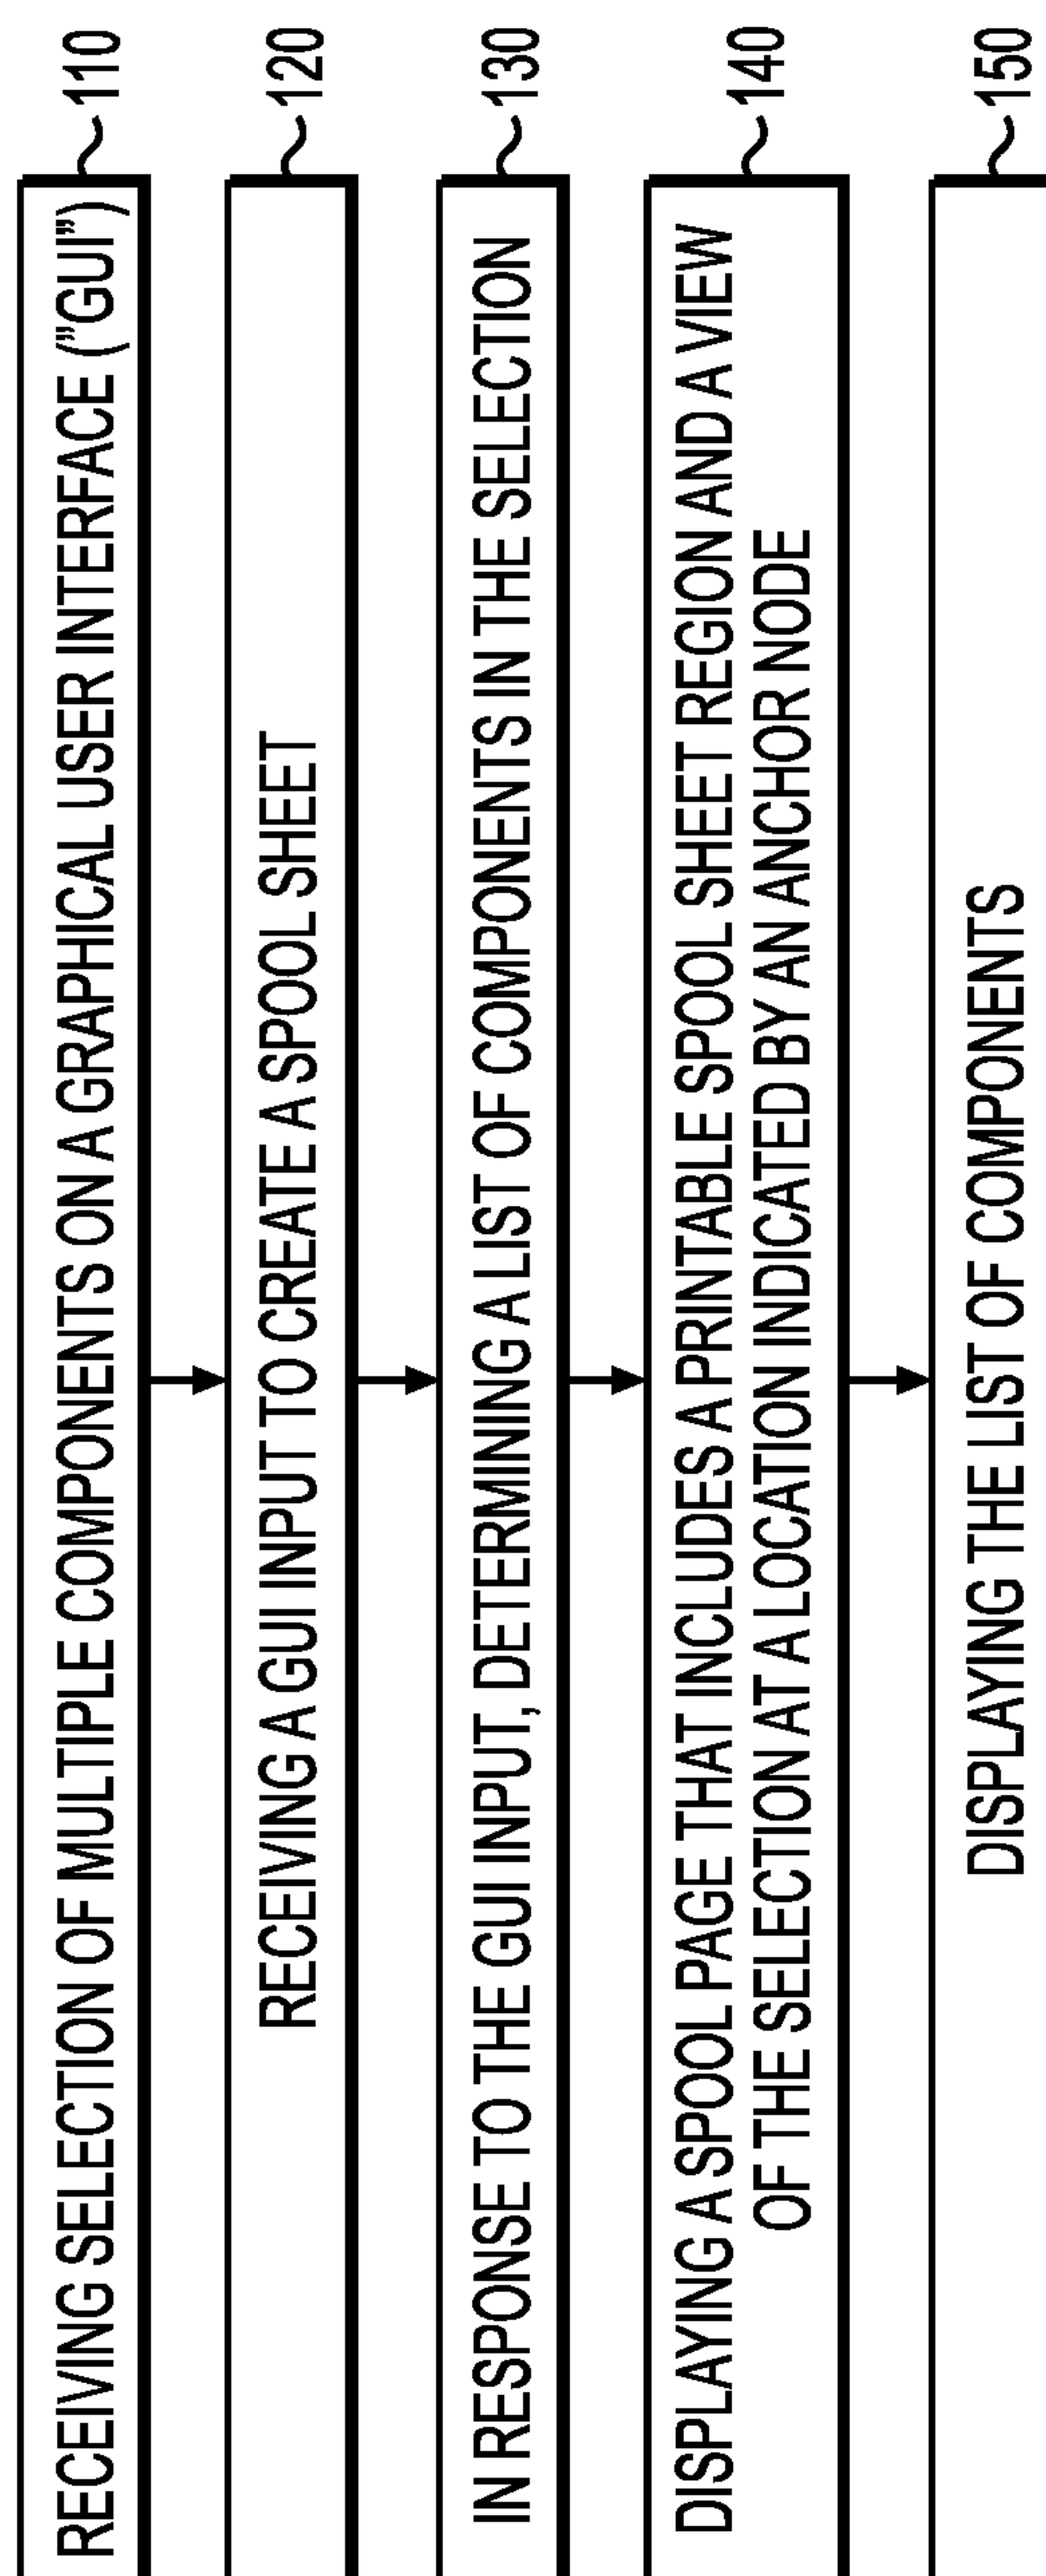 RECEIVING SELECTION OF MULTIPLE COMPONENTS ON A GRAPHICAL USER INTERFACE ("GUI")
110
RECEIVING A GUI INPUT TO CREATE A SPOOL SHEET
120
IN RESPONSE TO THE GUI INPUT, DETERMINING A LIST OF COMPONENTS IN THE SELECTION
130
DISPLAYING A SPOOL PAGE THAT INCLUDES A PRINTABLE SPOOL SHEET REGION AND A VIEW
OF THE SELECTION AT A LOCATION INDICATED BY AN ANCHOR NODE
140
DISPLAYING THE LIST OF COMPONENTS
150